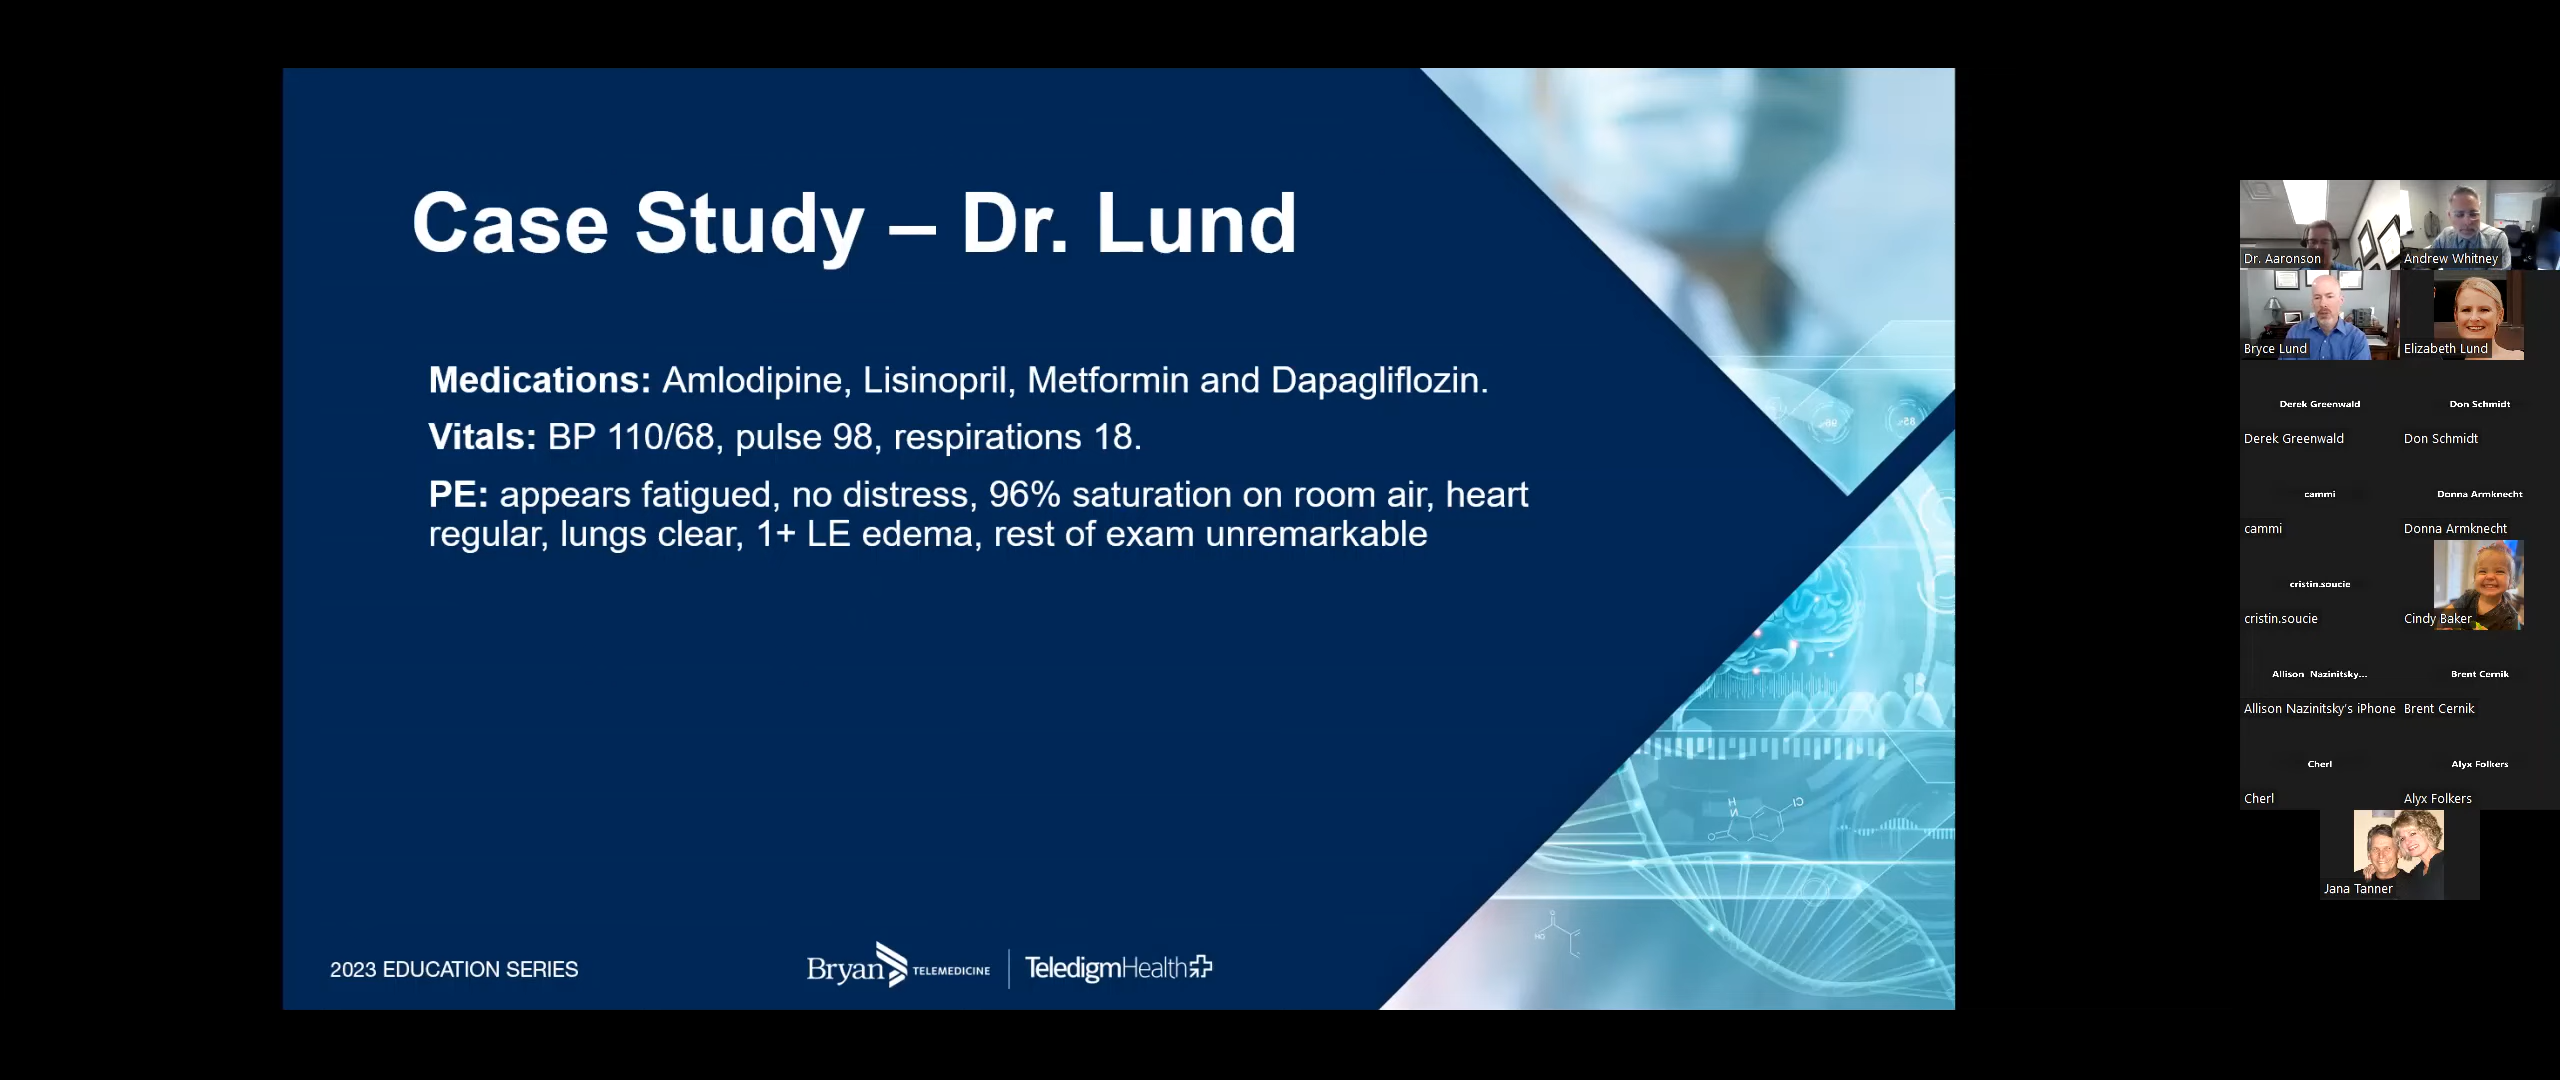 Case Study – Dr. Lund
Medications: Amlodipine, Lisinopril, Metformin and Dapagliflozin.
Vitals: BP 110/68, pulse 98, respirations 18.
PE: appears fatigued, no distress, 96% saturation on room air, heart
regular, lungs clear, 1+ LE edema, rest of exam unremarkable
2023 EDUCATION SERIES
Bryan TELEMEDICINE
TeledigmHealth
Dr. Aaronson
Andrew Whitney
Bryce Lund
Elizabeth Lund
Derek Greenwald
Don Schmidt
Derek Greenwald
Don Schmidt
cammi
Donna Armknecht
cammi
Donna Armknecht
cristin.soucie
cristin.soucie
Cindy Baker
Allison Nazinitsky...
Brent Cernik
Allison Nazinitsky's iPhone
Brent Cernik
Cherl
Alyx Folkers
Cherl
Alyx Folkers
Jana Tanner